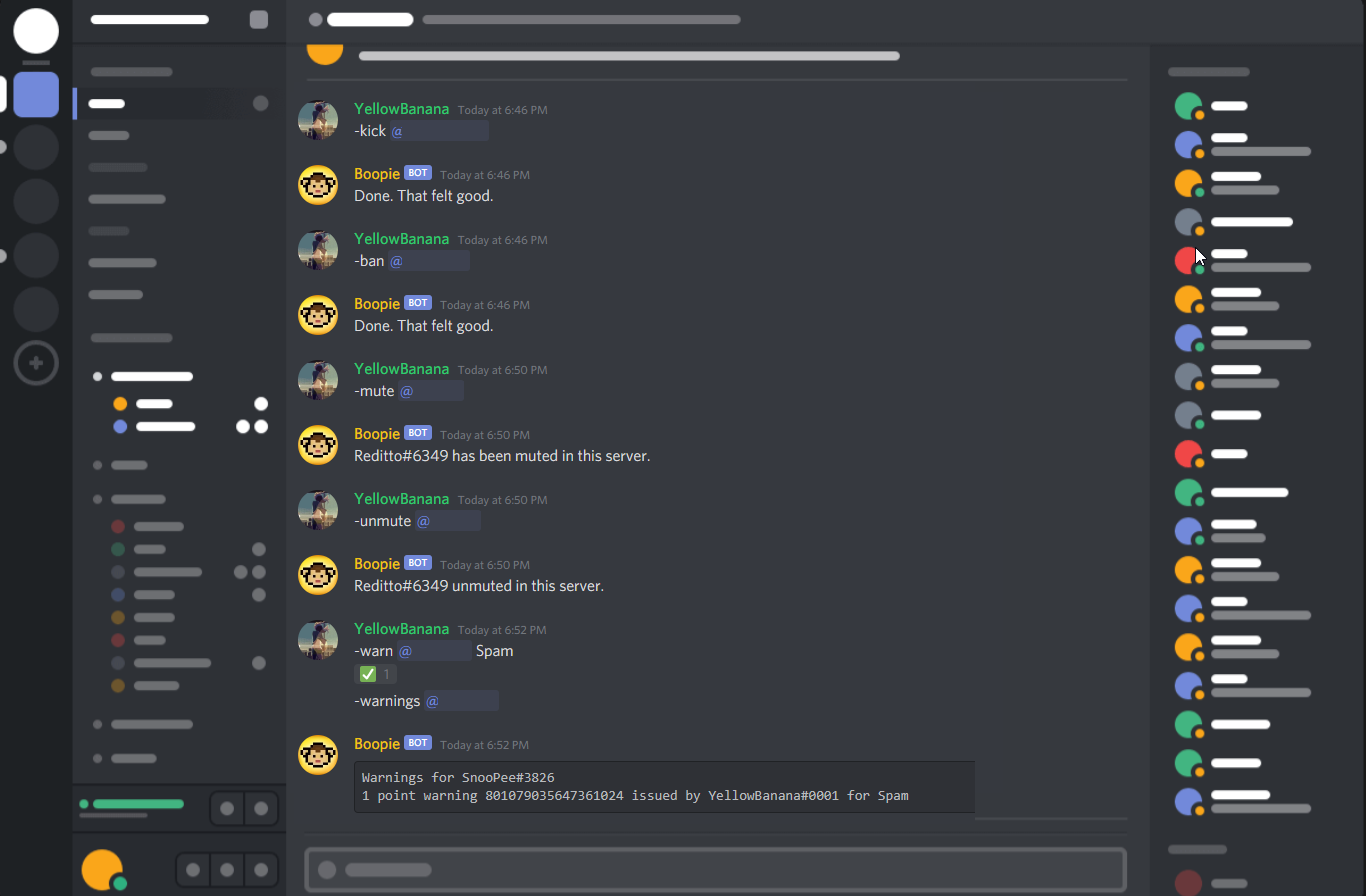 YellowBanana Today at 6:46 PM
-kick @
Boopie BOT Today at 6:46 PM
Done. That felt good.
YellowBanana Today at 6:46 PM
-ban @
Boopie BOT Today at 6:46 PM
Done. That felt good.
YellowBanana Today at 6:50 PM
-mute @
Boopie BOT Today at 6:50 PM
Reditto#6349 has been muted in this server.
YellowBanana Today at 6:50 PM
-unmute @
Boopie BOT Today at 6:50 PM
Reditto#6349 unmuted in this server.
YellowBanana Today at 6:52 PM
-warn @ Spam
1
-warnings @
Boopie BOT Today at 6:52 PM
Warnings for SnooPee#3826
1 point warning 801079035647361024 issued by YellowBanana#0001 for Spam